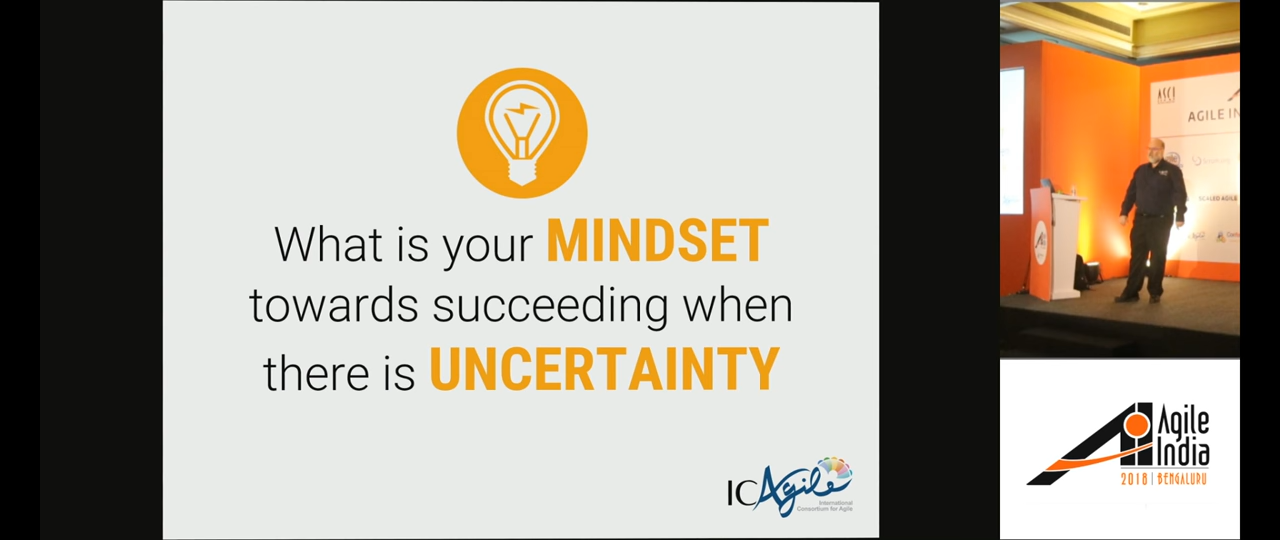 What is your MINDSET
towards succeeding when
there is UNCERTAINTY
ICAgile
International
Consortium for Agile
ASCI
AGILE IN
SCALED AGILE
Agile
India
2018 | BENGALURU